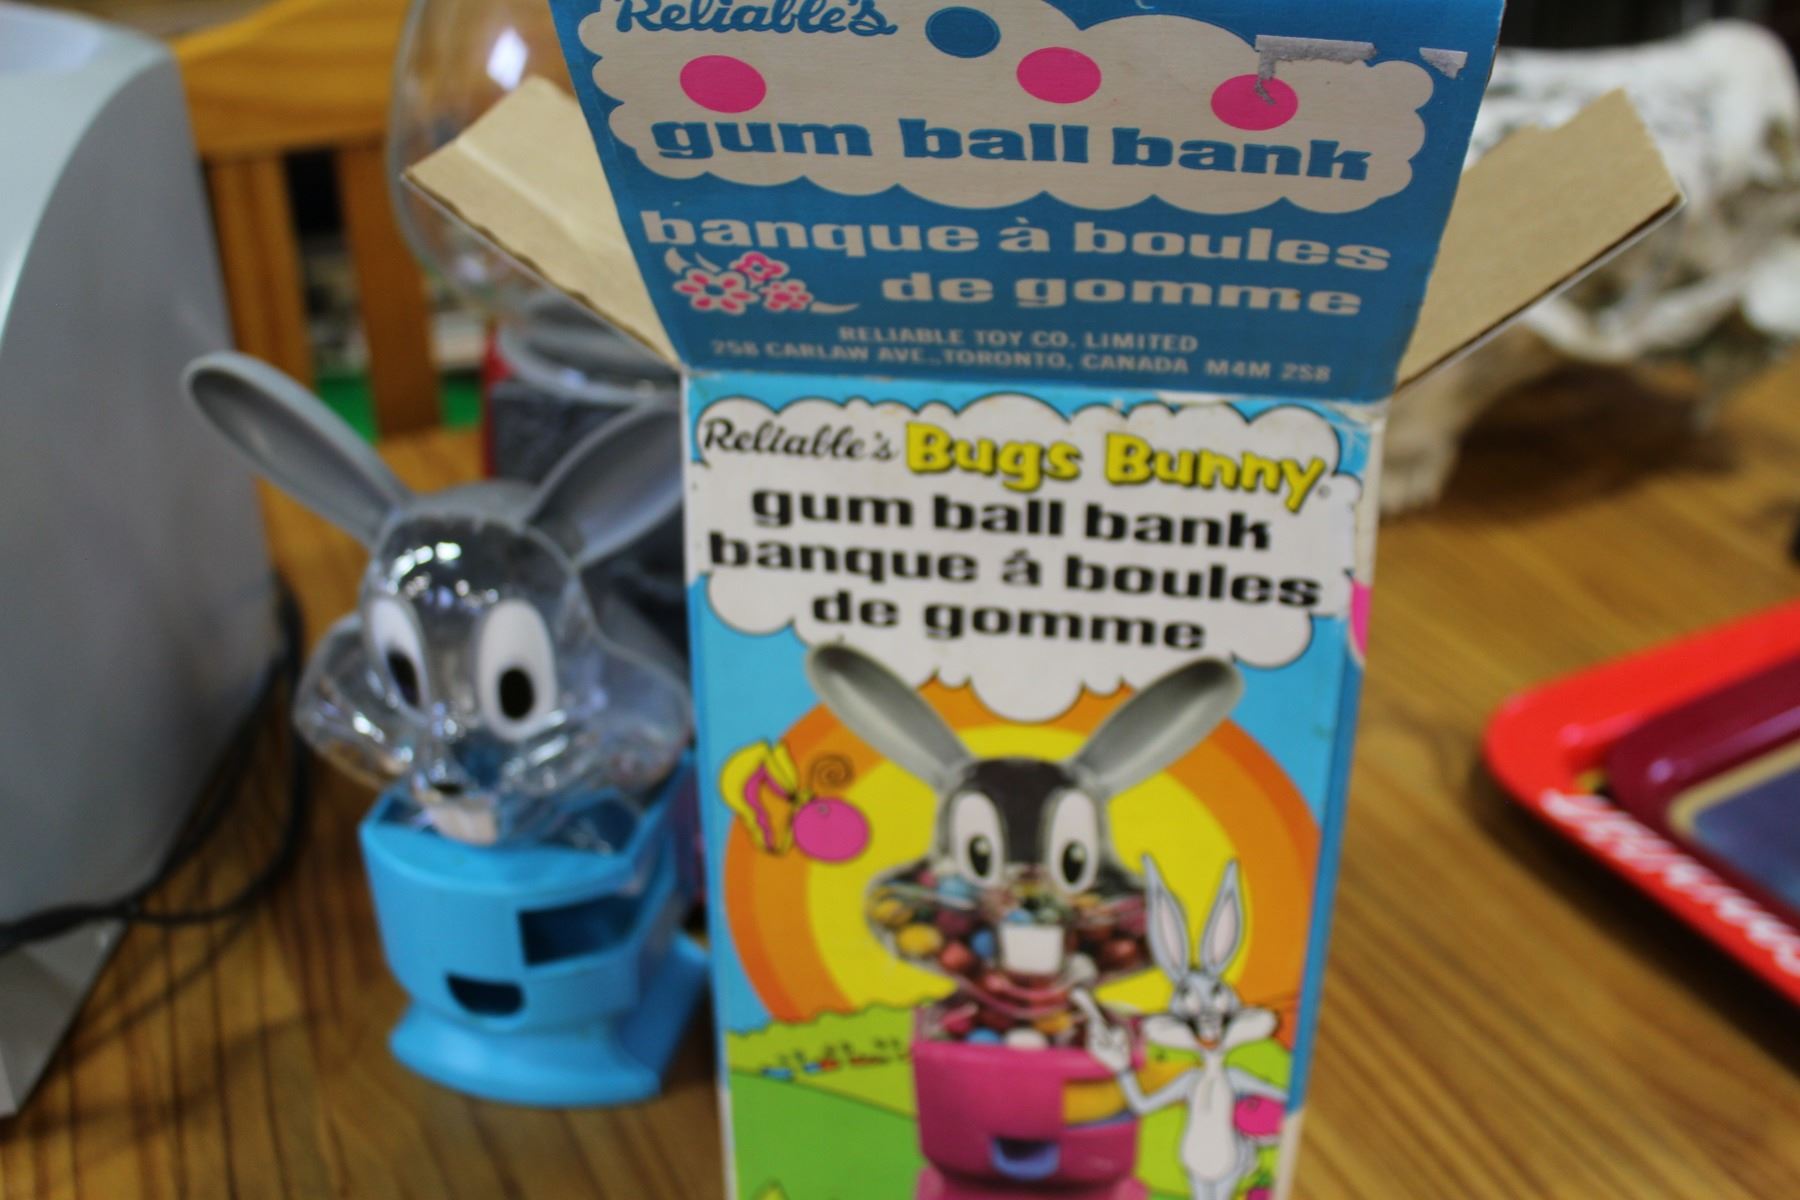 Reliable's
gum ball bank
banque à boules
de gomme
RELIABLE TOY CO. LIMITED
258 CARLAW AVE., TORONTO, CANADA M4M 2S8
Reliable's Bugs Bunny
gum ball bank
banque á boules
de gomme